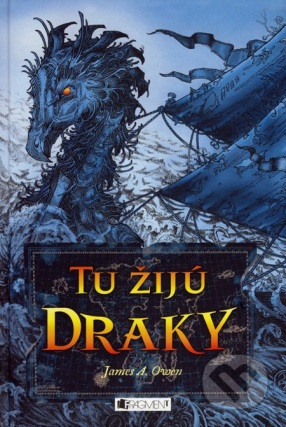 TU ŽIJÚ
DRAKY
James A. Owen
FRAGMENT